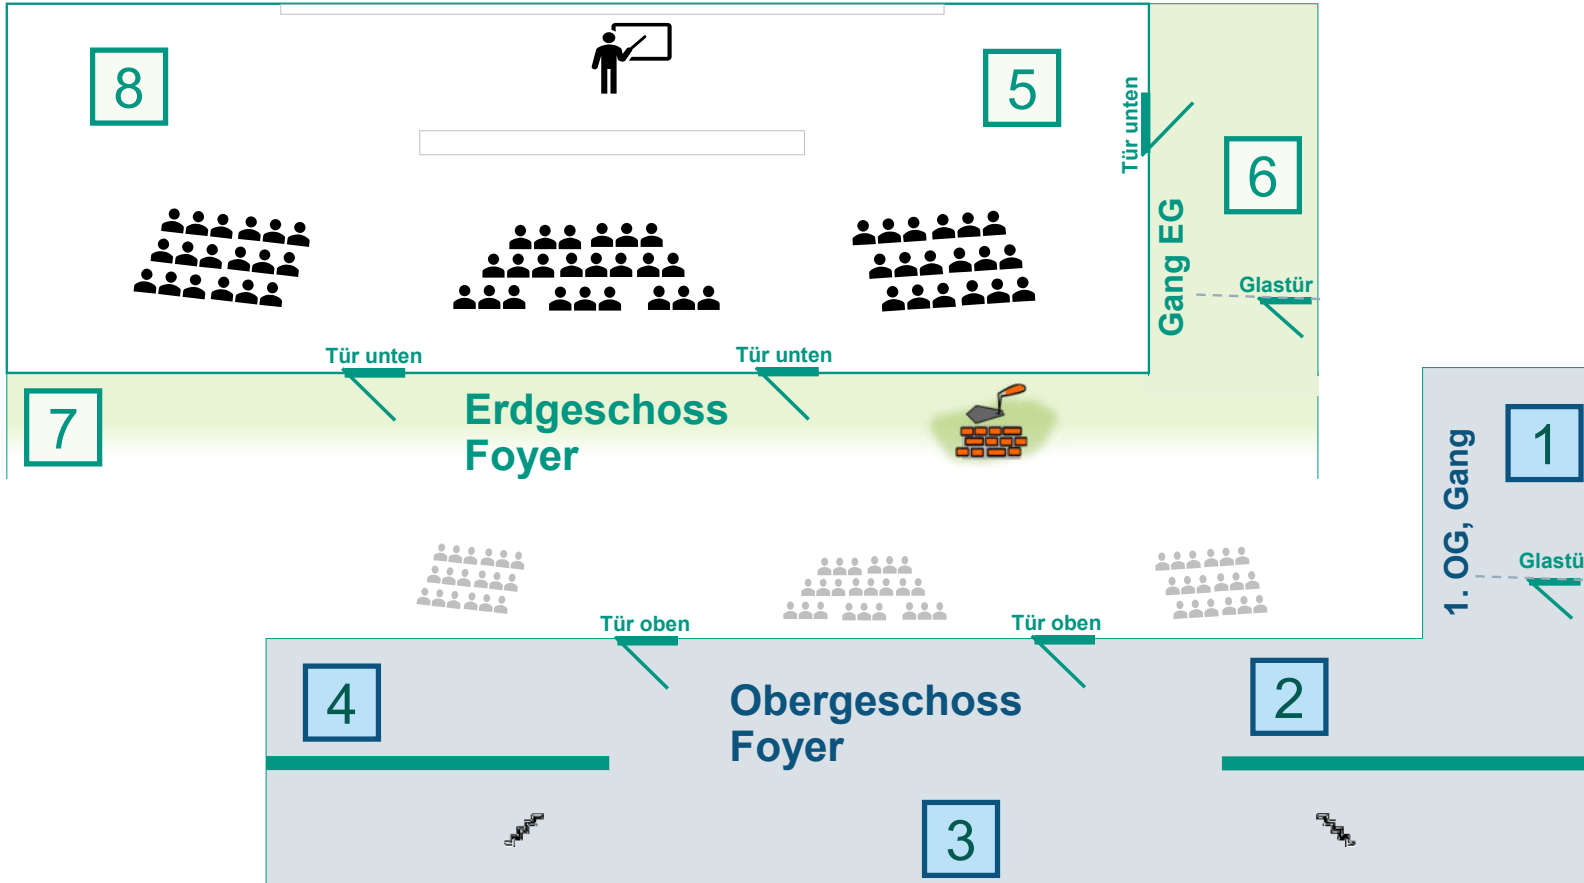 8
5
Tür unten
6
Gang EG
Glastür
Tür unten
Tür unten
7
Erdgeschoss
Foyer
1
1. OG, Gang
Glastü
Tür oben
Tür oben
4
Obergeschoss
Foyer
2
3